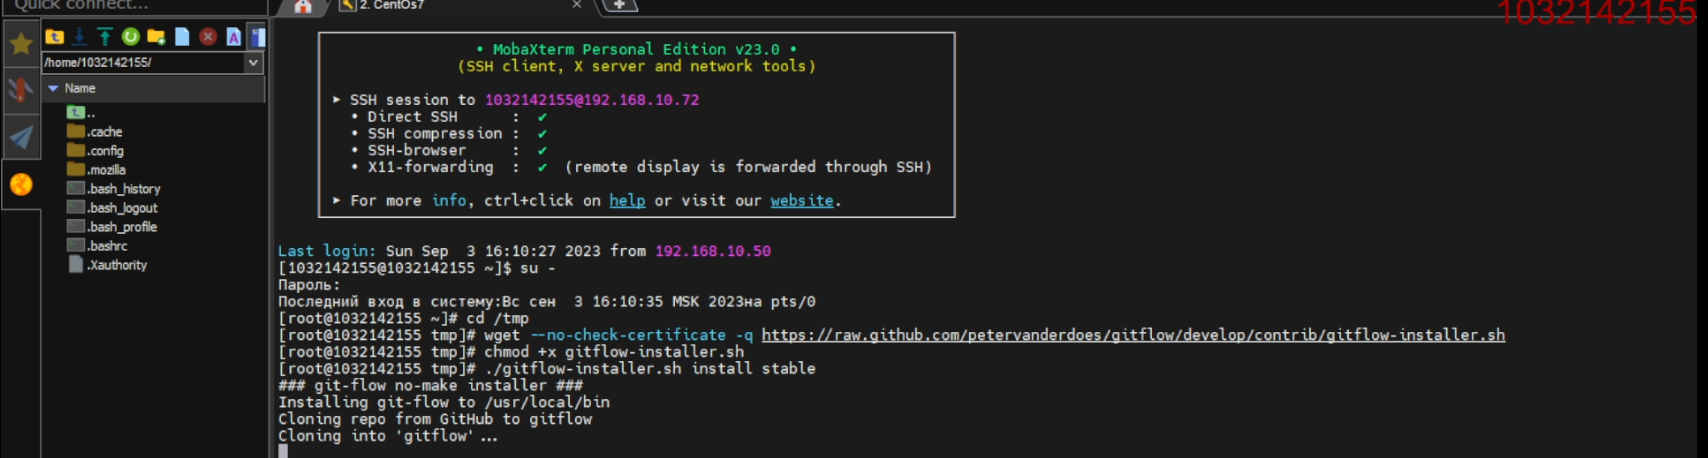 Quick connect...
2. CentOs7
1032142155
/home/1032142155/
Name
..
.cache
.config
.mozilla
.bash_history
.bash_logout
.bash_profile
.bashrc
.Xauthority
• MobaXterm Personal Edition v23.0 •
(SSH client, X server and network tools)
► SSH session to 1032142155@192.168.10.72
• Direct SSH : ✔
• SSH compression : ✔
• SSH-browser : ✔
• X11-forwarding : ✔ (remote display is forwarded through SSH)
► For more info, ctrl+click on help or visit our website.
Last login: Sun Sep 3 16:10:27 2023 from 192.168.10.50
[1032142155@1032142155 ~]$ su -
Пароль:
Последний вход в систему:Вс сен 3 16:10:35 MSK 2023на pts/0
[root@1032142155 ~]# cd /tmp
[root@1032142155 tmp]# wget --no-check-certificate -q https://raw.github.com/petervanderdoes/gitflow/develop/contrib/gitflow-installer.sh
[root@1032142155 tmp]# chmod +x gitflow-installer.sh
[root@1032142155 tmp]# ./gitflow-installer.sh install stable
### git-flow no-make installer ###
Installing git-flow to /usr/local/bin
Cloning repo from GitHub to gitflow
Cloning into 'gitflow'...